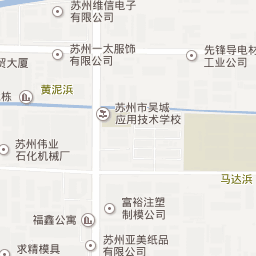 苏州维信电子
有限公司
苏州一太服饰
有限公司
先锋导电材
工业公司
贸大厦
黄泥浜
栋
苏州市吴城
应用技术学校
苏州伟业
石化机械厂
马达浜
富裕注塑
制模公司
福鑫公寓
苏州亚美纸品
有限公司
求精模具